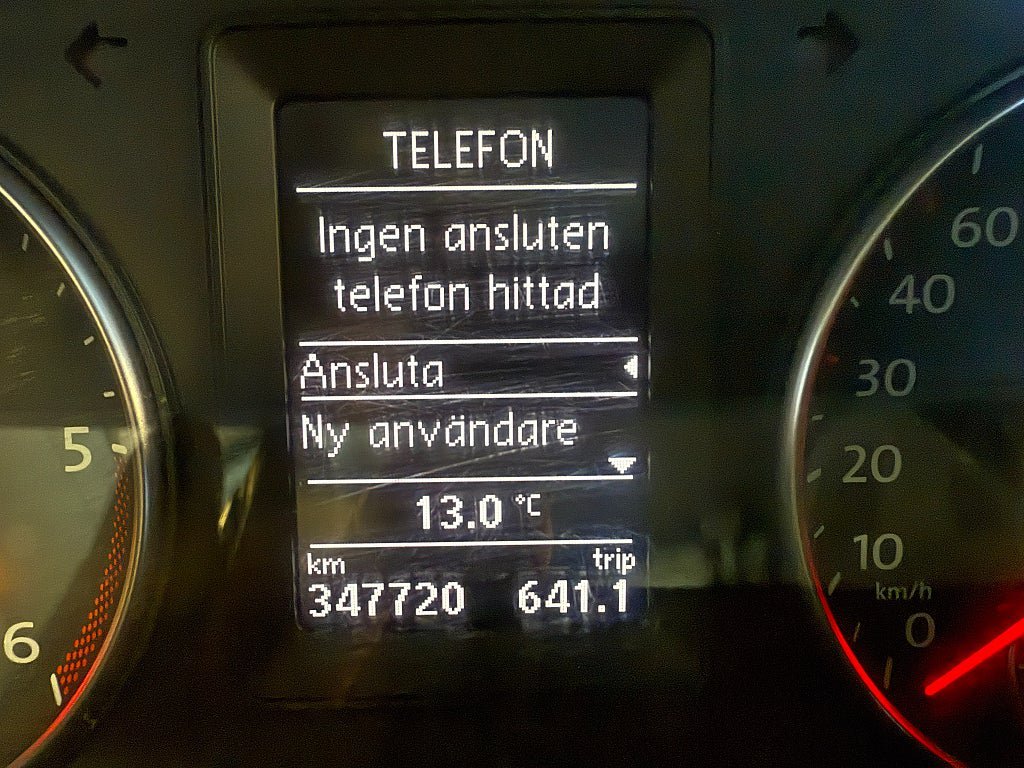 TELEFON
Ingen ansluten
telefon hittad
Ansluta
Ny användare
13.0 °C
km trip
347720 641.1
5
6
60
40
30
20
10
km/h
0